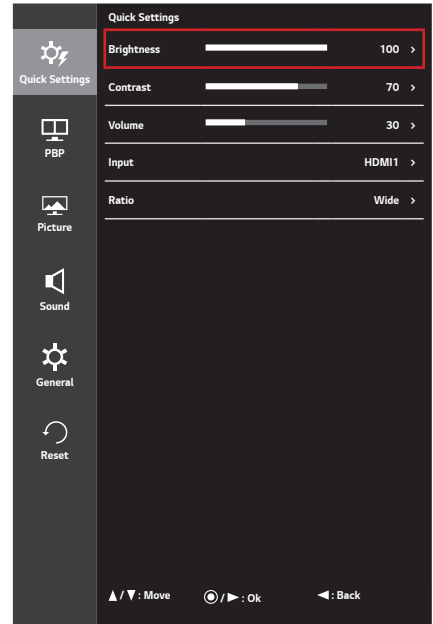 Quick Settings
Quick Settings
Brightness 100 >
Contrast 70 >
Volume 30 >
Input HDMI1 >
Ratio Wide >
PBP
Picture
Sound
General
Reset
▲/▼: Move ◉/►: Ok ◄: Back